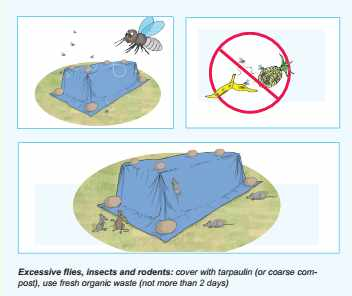 Excessive flies, insects and rodents: cover with tarpaulin (or coarse com-
post), use fresh organic waste (not more than 2 days)